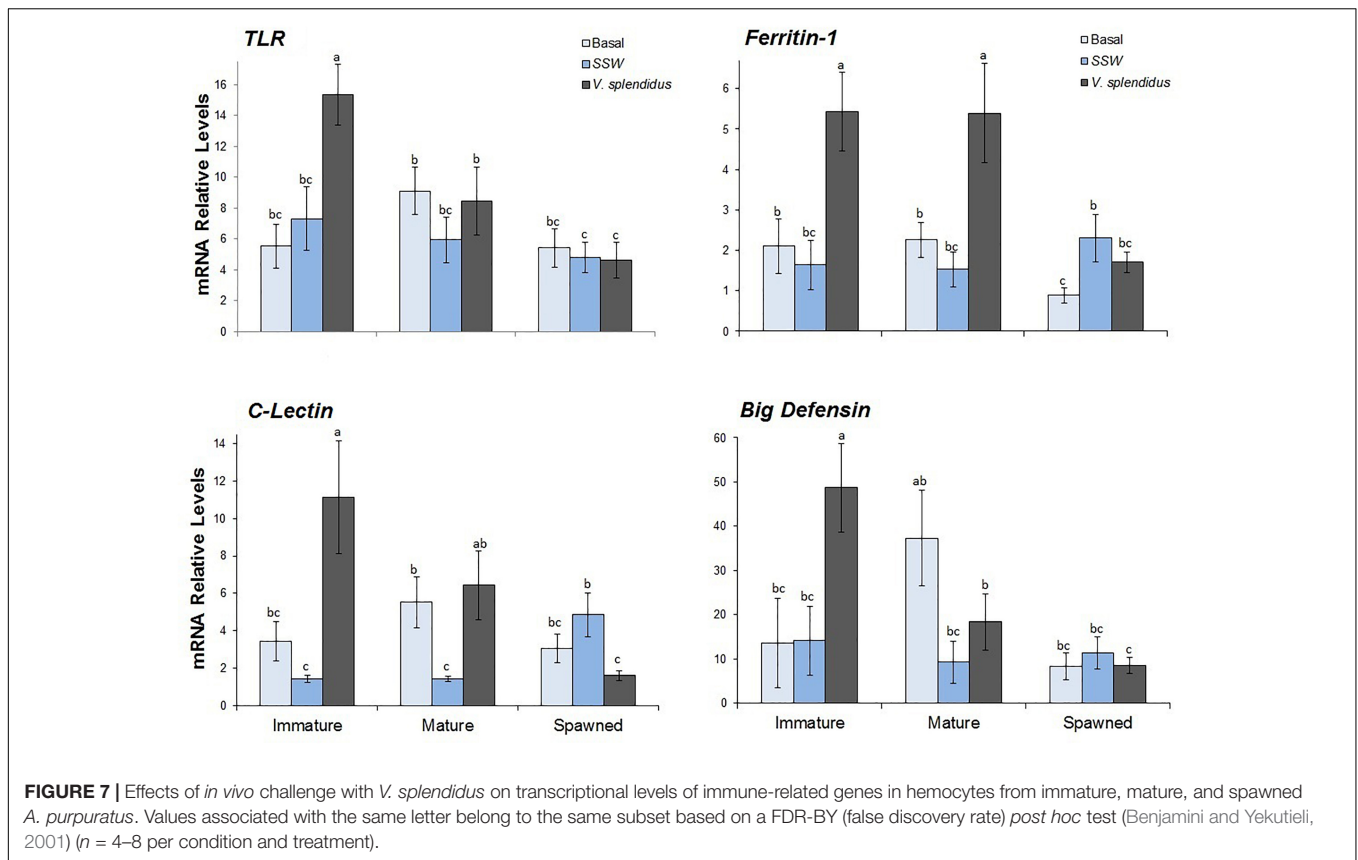 TLR
Basal
SSW
V. splendidus
mRNA Relative Levels
16
14
12
10
8
6
4
2
0
bc
bc
a
b
bc
b
bc
c
c
Ferritin-1
Basal
SSW
V. splendidus
6
5
4
3
2
1
0
b
bc
a
b
bc
a
c
b
bc
C-Lectin
mRNA Relative Levels
14
12
10
8
6
4
2
0
bc
c
a
b
c
ab
bc
b
c
Immature
Mature
Spawned
Big Defensin
60
50
40
30
20
10
0
bc
bc
a
ab
bc
b
bc
bc
c
Immature
Mature
Spawned
FIGURE 7 | Effects of in vivo challenge with V. splendidus on transcriptional levels of immune-related genes in hemocytes from immature, mature, and spawned
A. purpuratus. Values associated with the same letter belong to the same subset based on a FDR-BY (false discovery rate) post hoc test (Benjamini and Yekutieli,
2001) (n = 4–8 per condition and treatment).